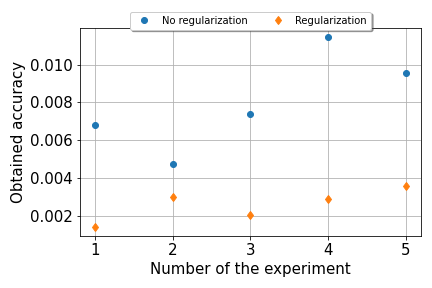 No regularization Regularization
0.010
0.008
0.006
0.004
0.002
Obtained accuracy
1 2 3 4 5
Number of the experiment